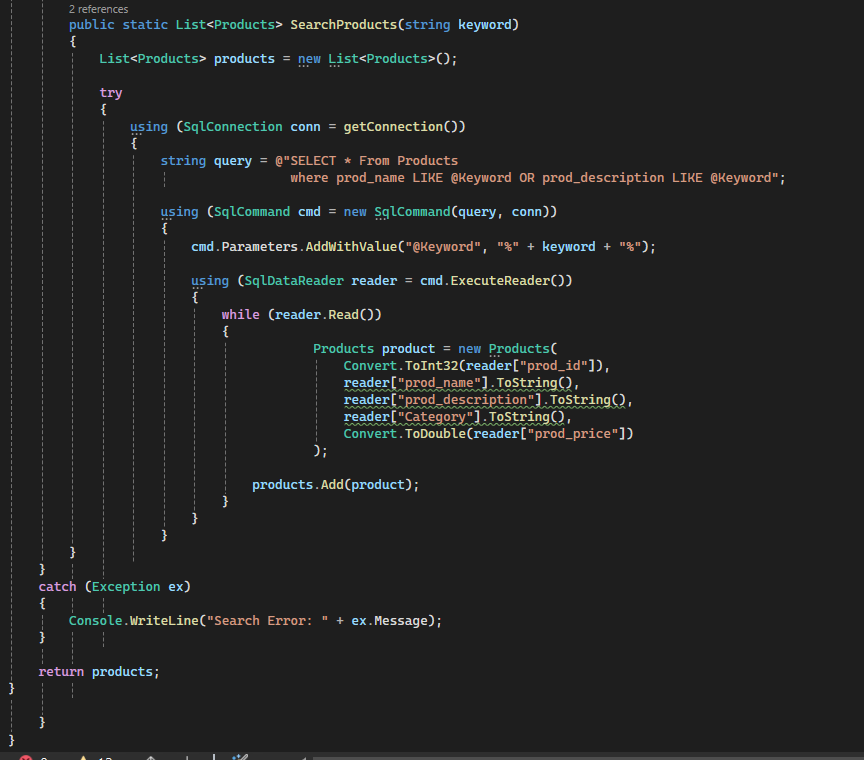 2 references
public static List<Products> SearchProducts(string keyword)
{
List<Products> products = new List<Products>();
try
{
using (SqlConnection conn = getConnection())
{
string query = @"SELECT * From Products
where prod_name LIKE @Keyword OR prod_description LIKE @Keyword";
using (SqlCommand cmd = new SqlCommand(query, conn))
{
cmd.Parameters.AddWithValue("@Keyword", "%" + keyword + "%");
using (SqlDataReader reader = cmd.ExecuteReader())
{
while (reader.Read())
{
Products product = new Products(
Convert.ToInt32(reader["prod_id"]),
reader["prod_name"].ToString(),
reader["prod_description"].ToString(),
reader["Category"].ToString(),
Convert.ToDouble(reader["prod_price"])
);
products.Add(product);
}
}
}
}
}
catch (Exception ex)
{
Console.WriteLine("Search Error: " + ex.Message);
}
return products;
}
}
}